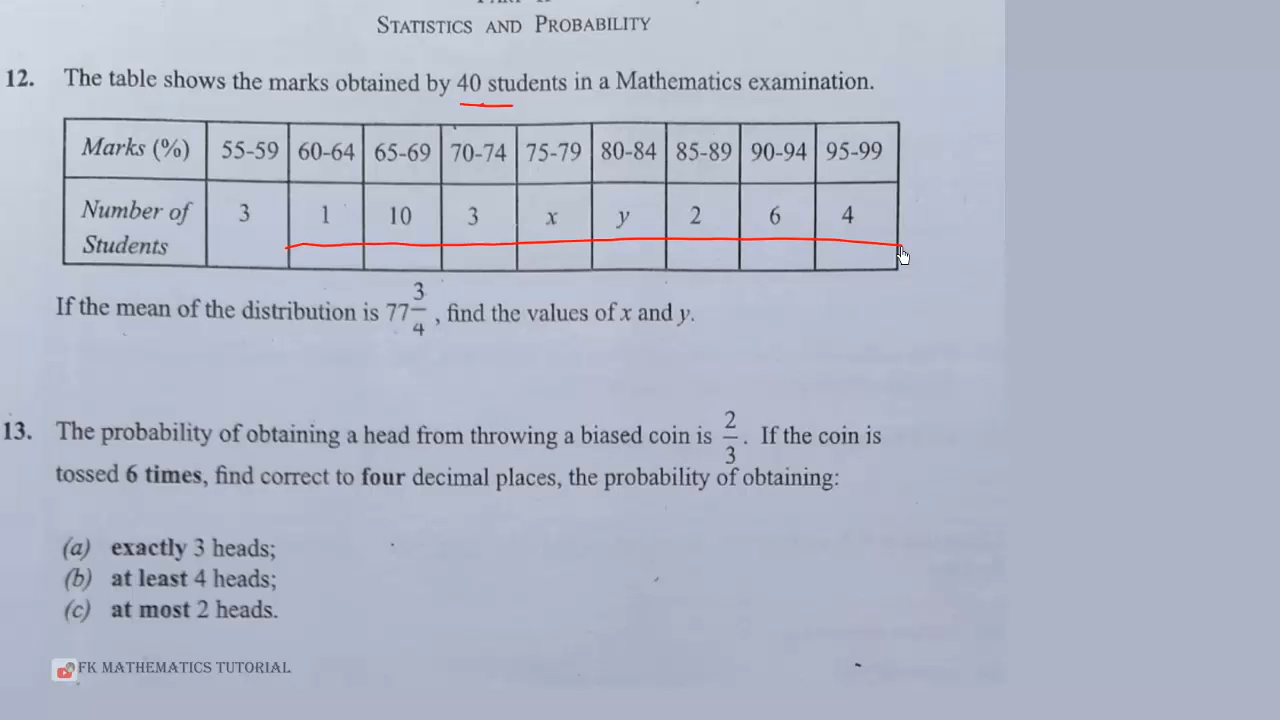 STATISTICS AND PROBABILITY
12. The table shows the marks obtained by 40 students in a Mathematics examination.
Marks (%) 55-59 60-64 65-69 70-74 75-79 80-84 85-89 90-94 95-99
Number of Students 3 1 10 3 x y 2 6 4
If the mean of the distribution is 77 3/4, find the values of x and y.
13. The probability of obtaining a head from throwing a biased coin is 2/3. If the coin is
tossed 6 times, find correct to four decimal places, the probability of obtaining:
(a) exactly 3 heads;
(b) at least 4 heads;
(c) at most 2 heads.
FK MATHEMATICS TUTORIAL